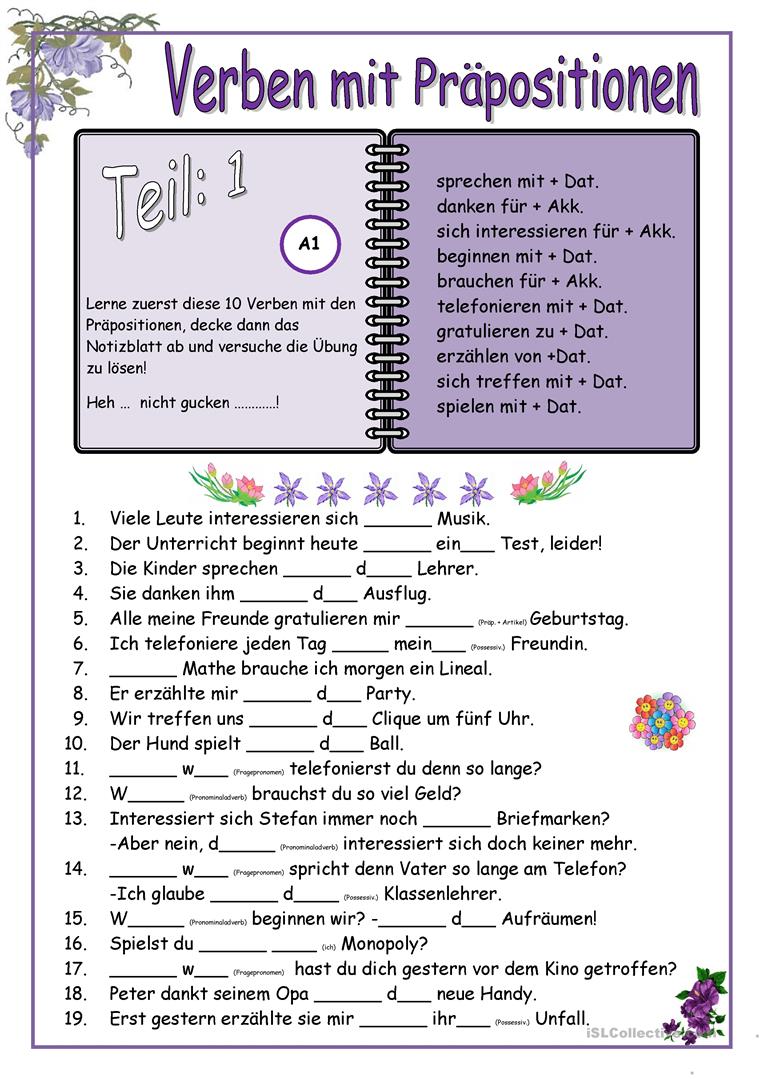 Verben mit Präpositionen
Teil: 1
A1
Lerne zuerst diese 10 Verben mit den
Präpositionen, decke dann das
Notizblatt ab und versuche die Übung
zu lösen!
Heh … nicht gucken …………!
sprechen mit + Dat.
danken für + Akk.
sich interessieren für + Akk.
beginnen mit + Dat.
brauchen für + Akk.
telefonieren mit + Dat.
gratulieren zu + Dat.
erzählen von +Dat.
sich treffen mit + Dat.
spielen mit + Dat.
1. Viele Leute interessieren sich ______ Musik.
2. Der Unterricht beginnt heute ______ ein___ Test, leider!
3. Die Kinder sprechen ______ d____ Lehrer.
4. Sie danken ihm ______ d___ Ausflug.
5. Alle meine Freunde gratulieren mir ______ (Präp. + Artikel) Geburtstag.
6. Ich telefoniere jeden Tag _____ mein___ (Possessiv.) Freundin.
7. ______ Mathe brauche ich morgen ein Lineal.
8. Er erzählte mir ______ d___ Party.
9. Wir treffen uns ______ d___ Clique um fünf Uhr.
10. Der Hund spielt ______ d___ Ball.
11. ______ w___ (Fragepronomen) telefonierst du denn so lange?
12. W_____ (Pronominaladverb) brauchst du so viel Geld?
13. Interessiert sich Stefan immer noch ______ Briefmarken?
-Aber nein, d_____ (Pronominaladverb) interessiert sich doch keiner mehr.
14. ______ w___ (Fragepronomen) spricht denn Vater so lange am Telefon?
-Ich glaube ______ d____ (Possessiv.) Klassenlehrer.
15. W_____ (Pronominaladverb) beginnen wir? -______ d___ Aufräumen!
16. Spielst du ______ ____ (ich) Monopoly?
17. ______ w___ (Fragepronomen) hast du dich gestern vor dem Kino getroffen?
18. Peter dankt seinem Opa ______ d___ neue Handy.
19. Erst gestern erzählte sie mir ______ ihr___ (Possessiv.) Unfall.
iSLCollective.com